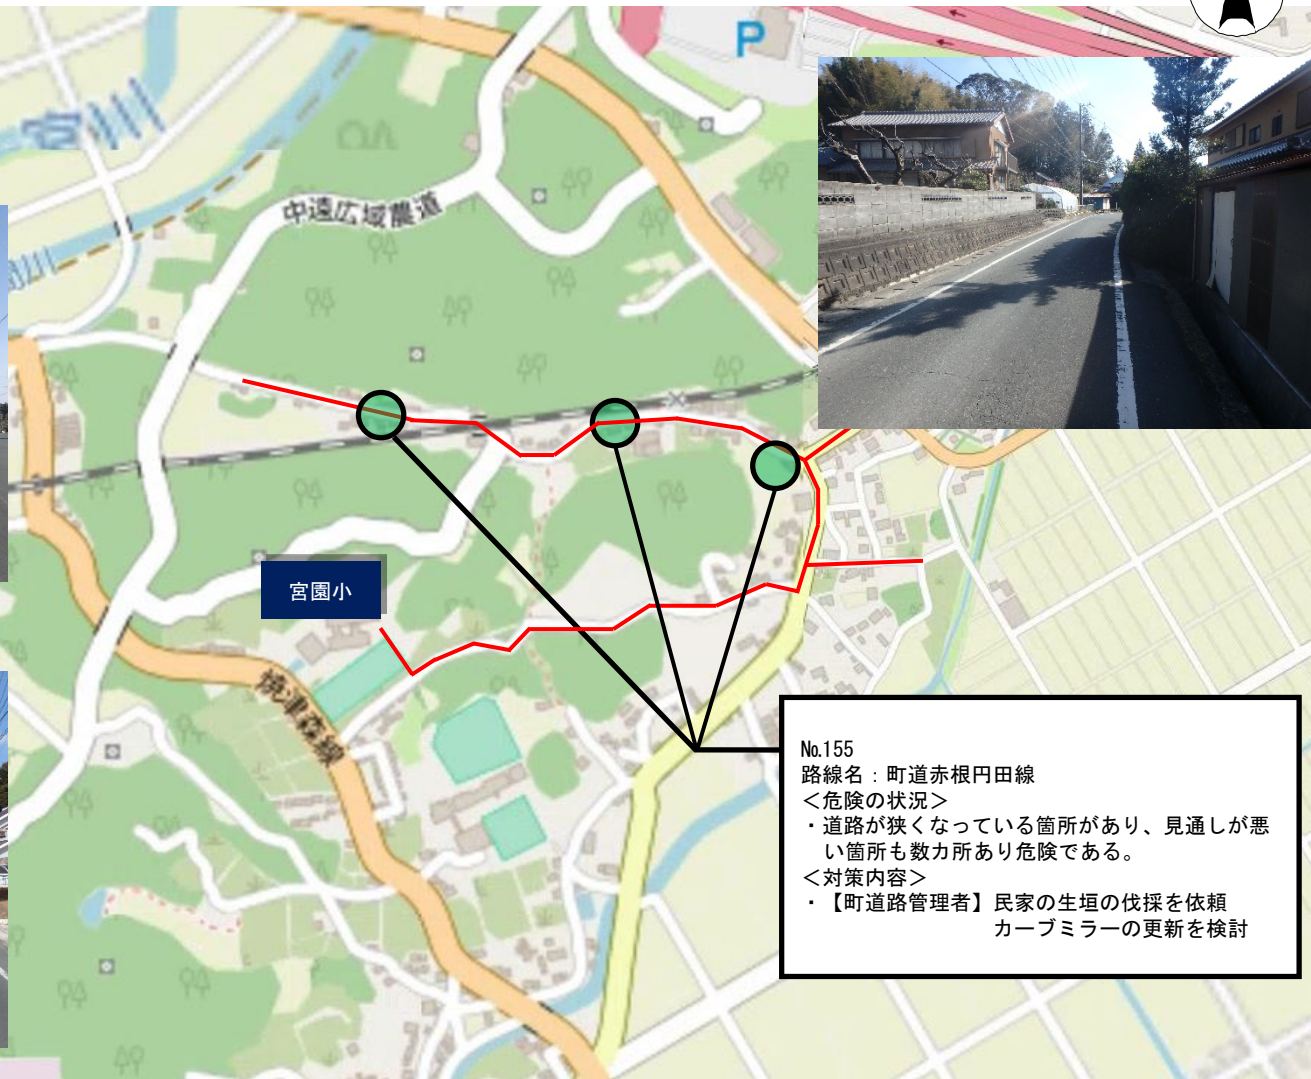 P
宮川
中遠広域農道
宮園小
焼津森線
No.155
路線名：町道赤根円田線
＜危険の状況＞
・道路が狭くなっている箇所があり、見通しが悪
い箇所も数カ所あり危険である。
＜対策内容＞
・【町道路管理者】民家の生垣の伐採を依頼
カーブミラーの更新を検討